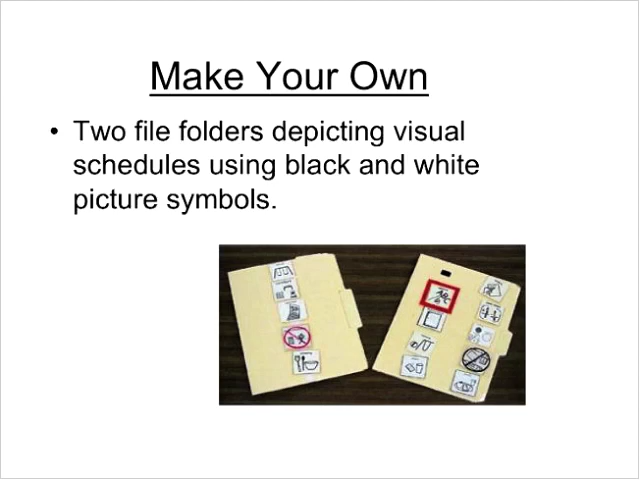 Make Your Own
• Two file folders depicting visual
schedules using black and white
picture symbols.